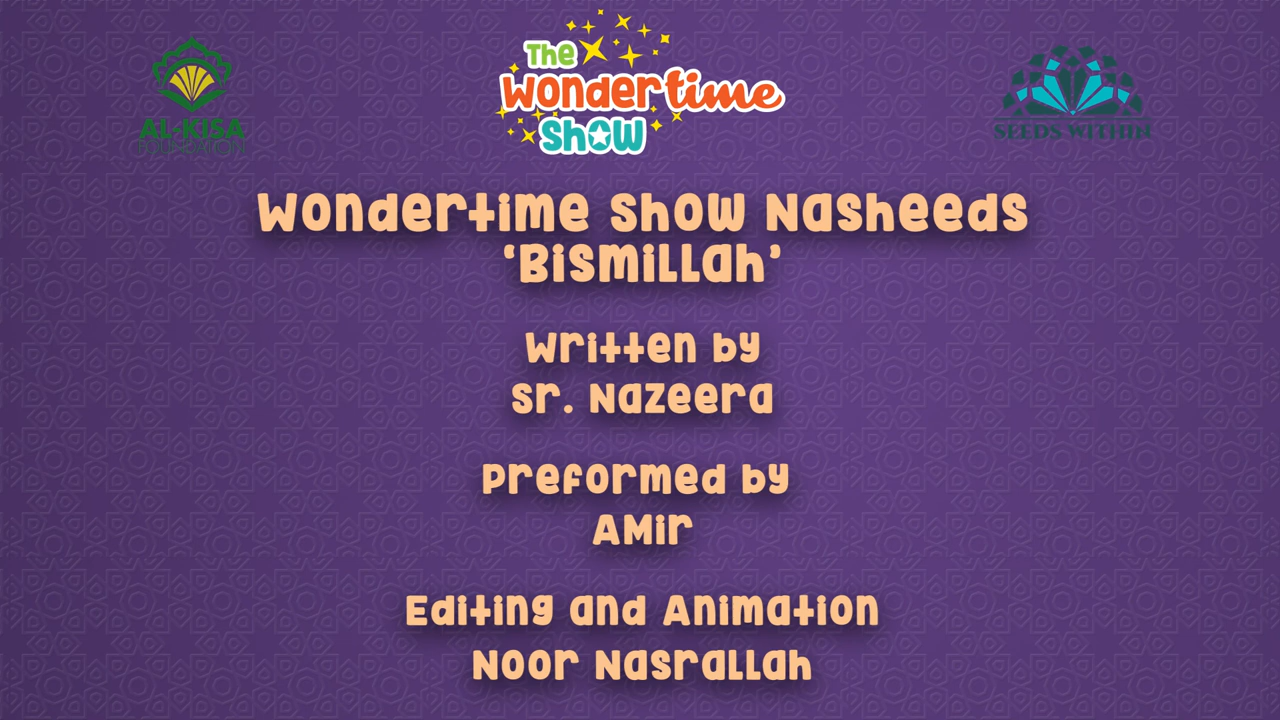 The
Wondertime
Show
AL-KISA
FOUNDATION
SEEDS WITHIN
Wondertime Show Nasheeds
‘Bismillah’
Written by
Sr. Nazeera
Preformed by
Amir
Editing and Animation
Noor Nasrallah